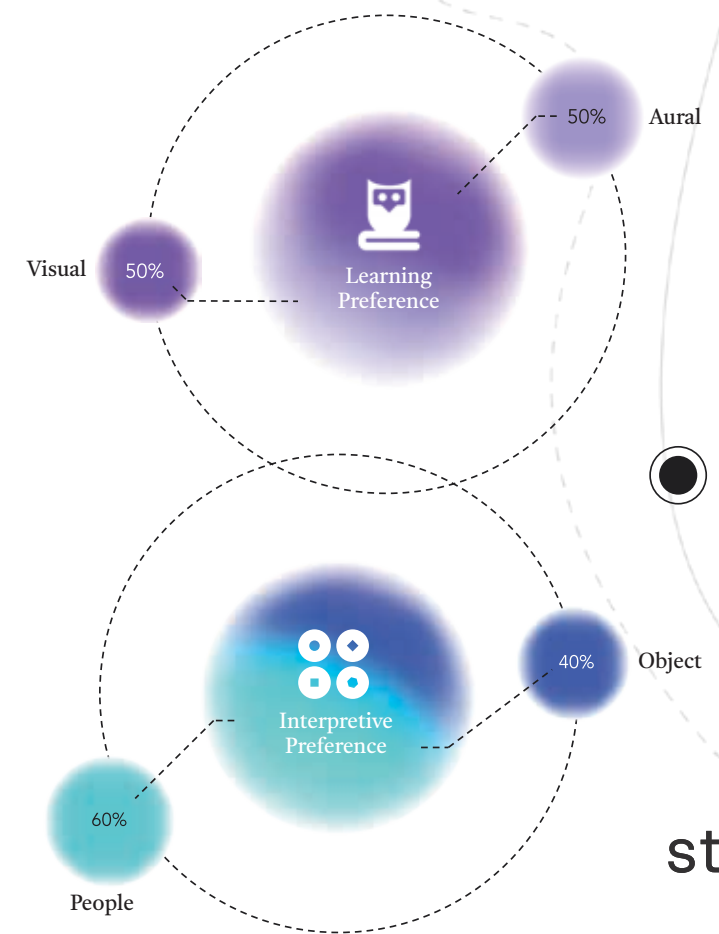 50%
Aural
Visual
50%
Learning
Preference
40%
Object
Interpretive
Preference
60%
People
st